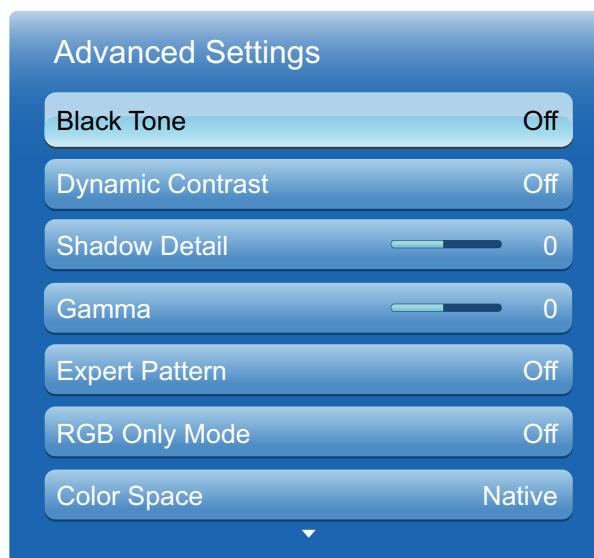 Advanced Settings
Black Tone Off
Dynamic Contrast Off
Shadow Detail 0
Gamma 0
Expert Pattern Off
RGB Only Mode Off
Color Space Native